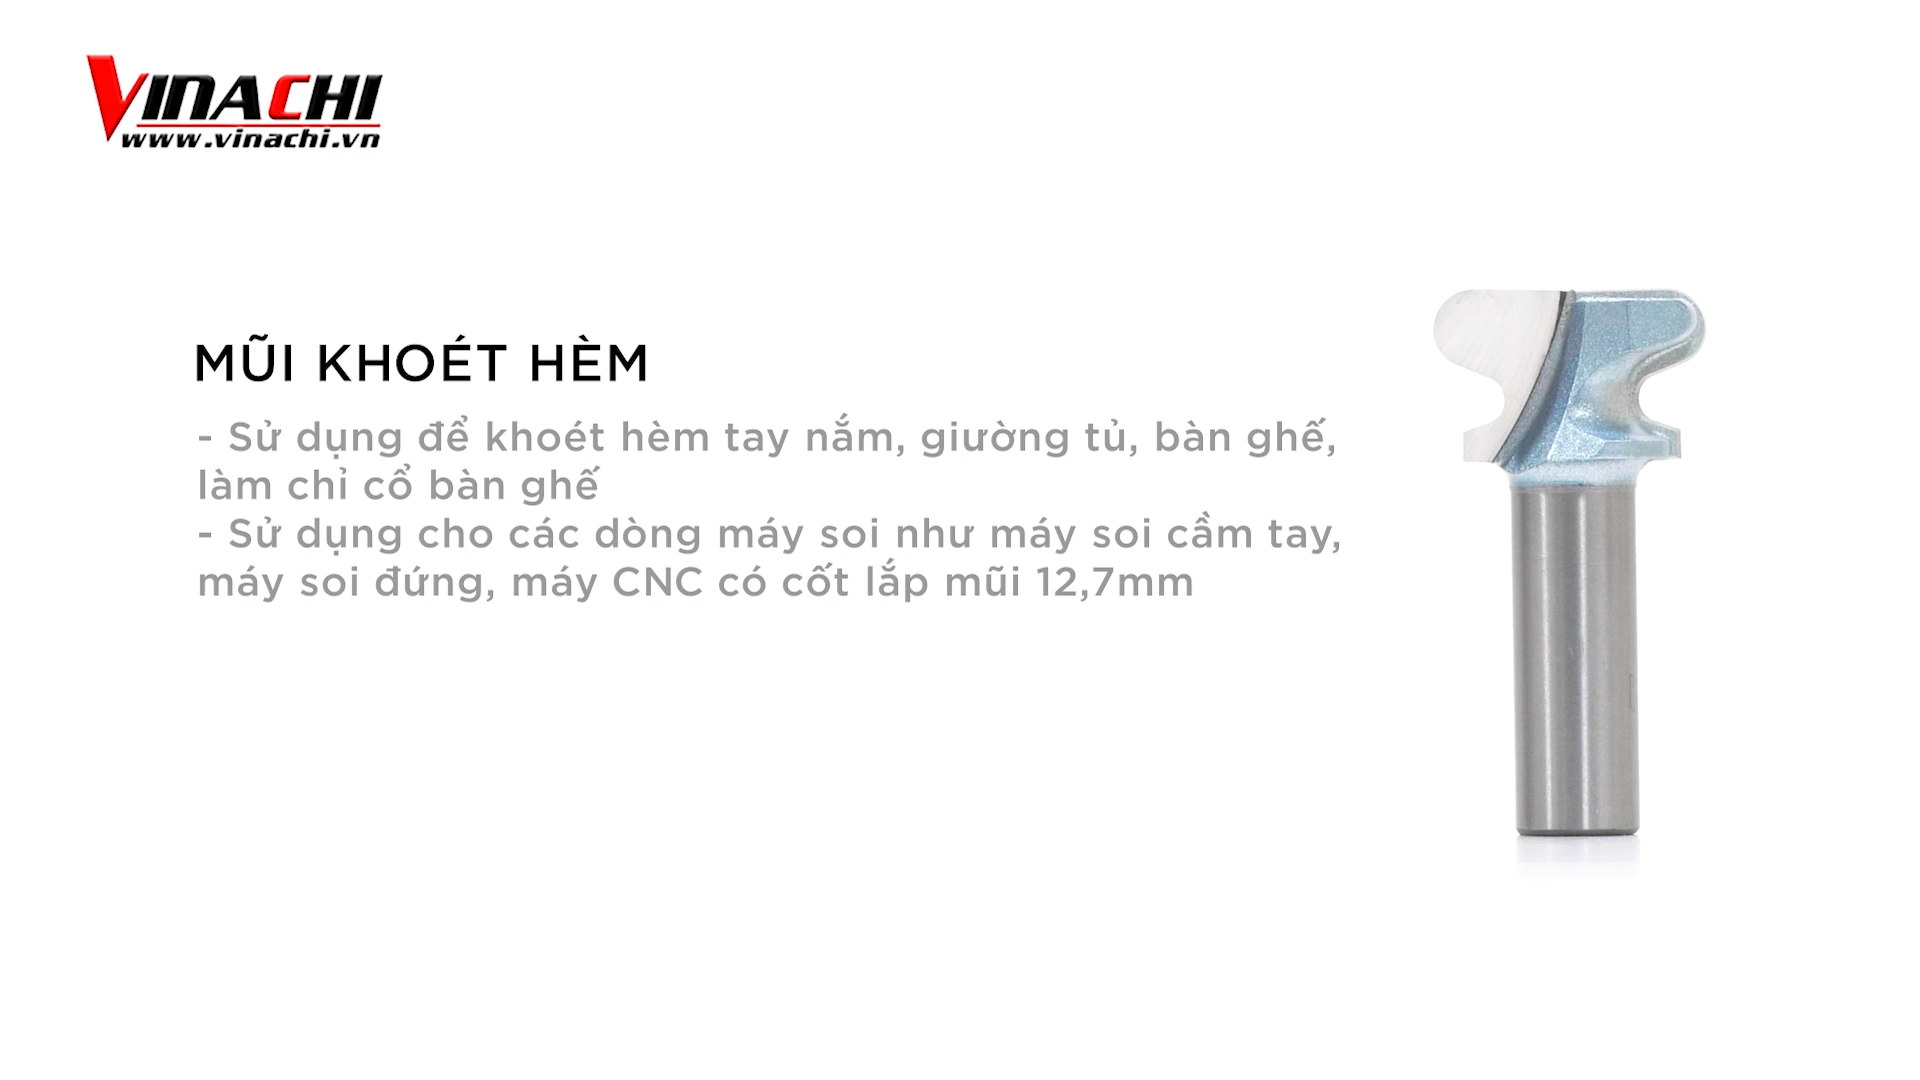 VINACHI
www.vinachi.vn
MŨI KHOÉT HÈM
- Sử dụng để khoét hèm tay nắm, giường tủ, bàn ghế,
làm chỉ cổ bàn ghế
- Sử dụng cho các dòng máy soi như máy soi cầm tay,
máy soi đứng, máy CNC có cốt lắp mũi 12,7mm